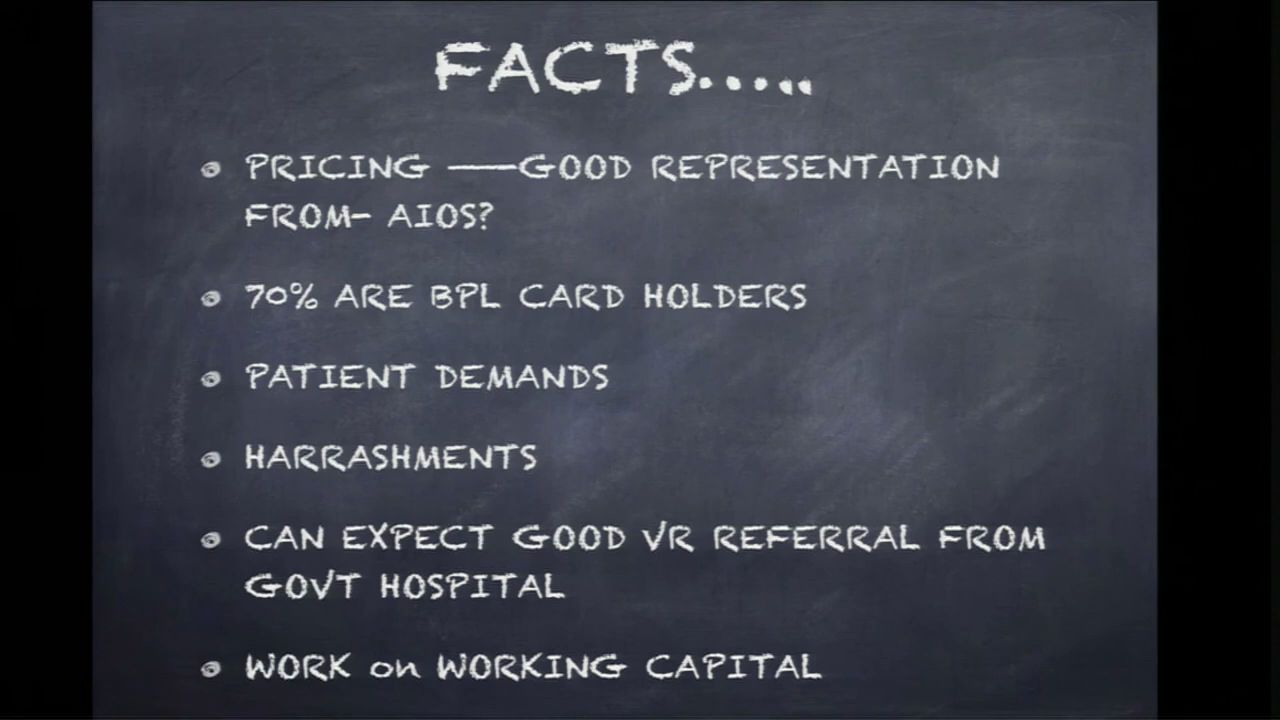 FACTS.....
PRICING ——GOOD REPRESENTATION
FROM- AIOS?
70% ARE BPL CARD HOLDERS
PATIENT DEMANDS
HARRASHMENTS
CAN EXPECT GOOD VR REFERRAL FROM
GOVT HOSPITAL
WORK on WORKING CAPITAL